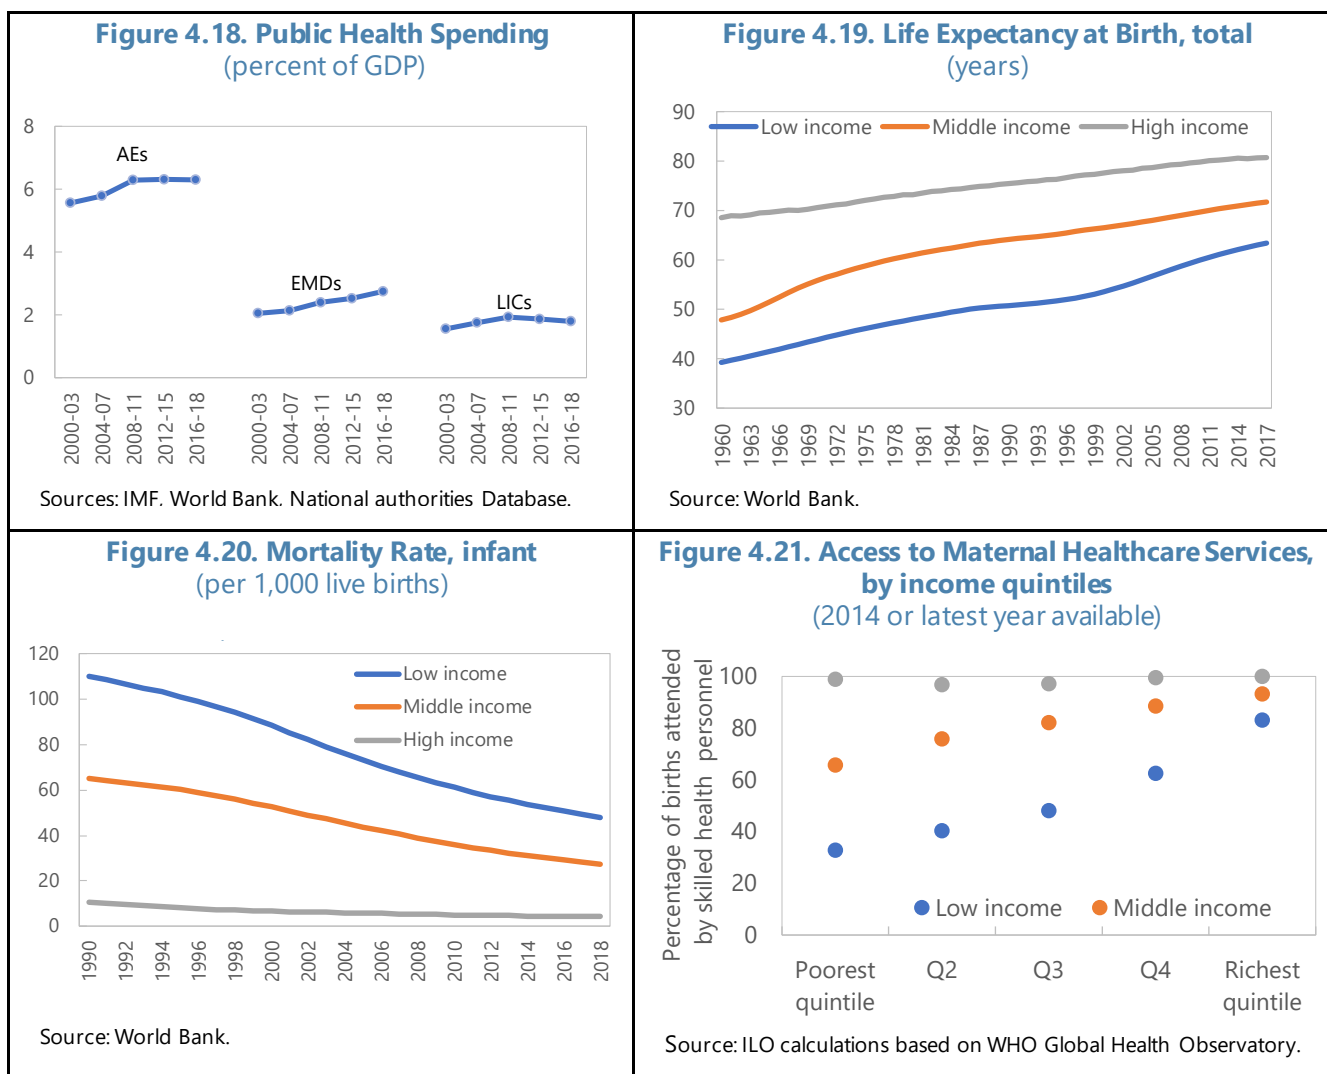 Figure 4.18. Public Health Spending
(percent of GDP)
8
6
4
2
0
AEs
EMDs
LICs
2000-03
2004-07
2008-11
2012-15
2016-18
2000-03
2004-07
2008-11
2012-15
2016-18
2000-03
2004-07
2008-11
2012-15
2016-18
Sources: IMF. World Bank. National authorities Database.
Figure 4.19. Life Expectancy at Birth, total
(years)
90
80
70
60
50
40
30
Low income
Middle income
High income
1960
1963
1966
1969
1972
1975
1978
1981
1984
1987
1990
1993
1996
1999
2002
2005
2008
2011
2014
2017
Source: World Bank.
Figure 4.20. Mortality Rate, infant
(per 1,000 live births)
120
100
80
60
40
20
0
Low income
Middle income
High income
1990
1992
1994
1996
1998
2000
2002
2004
2006
2008
2010
2012
2014
2016
2018
Source: World Bank.
Figure 4.21. Access to Maternal Healthcare Services,
by income quintiles
(2014 or latest year available)
Percentage of births attended
by skilled health personnel
100
80
60
40
20
0
Low income
Middle income
Poorest
quintile
Q2
Q3
Q4
Richest
quintile
Source: ILO calculations based on WHO Global Health Observatory.